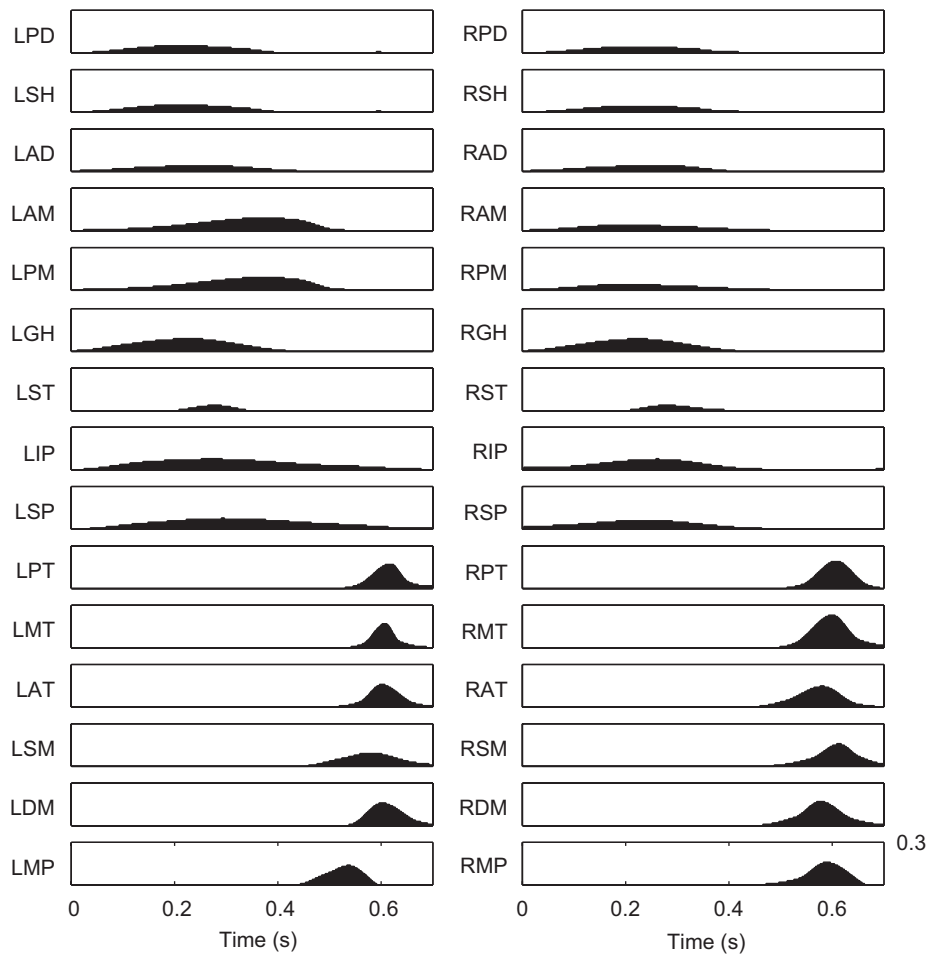 LPD RPD
LSH RSH
LAD RAD
LAM RAM
LPM RPM
LGH RGH
LST RST
LIP RIP
LSP RSP
LPT RPT
LMT RMT
LAT RAT
LSM RSM
LDM RDM
0.3
LMP RMP
0 0.2 0.4 0.6 0 0.2 0.4 0.6
Time (s) Time (s)